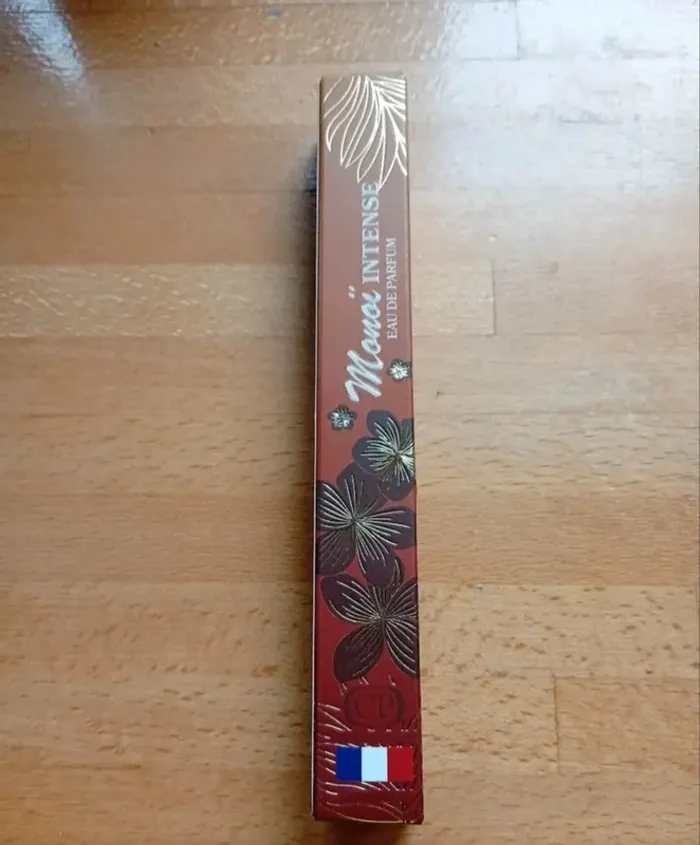 Monoï INTENSE
EAU DE PARFUM
CP